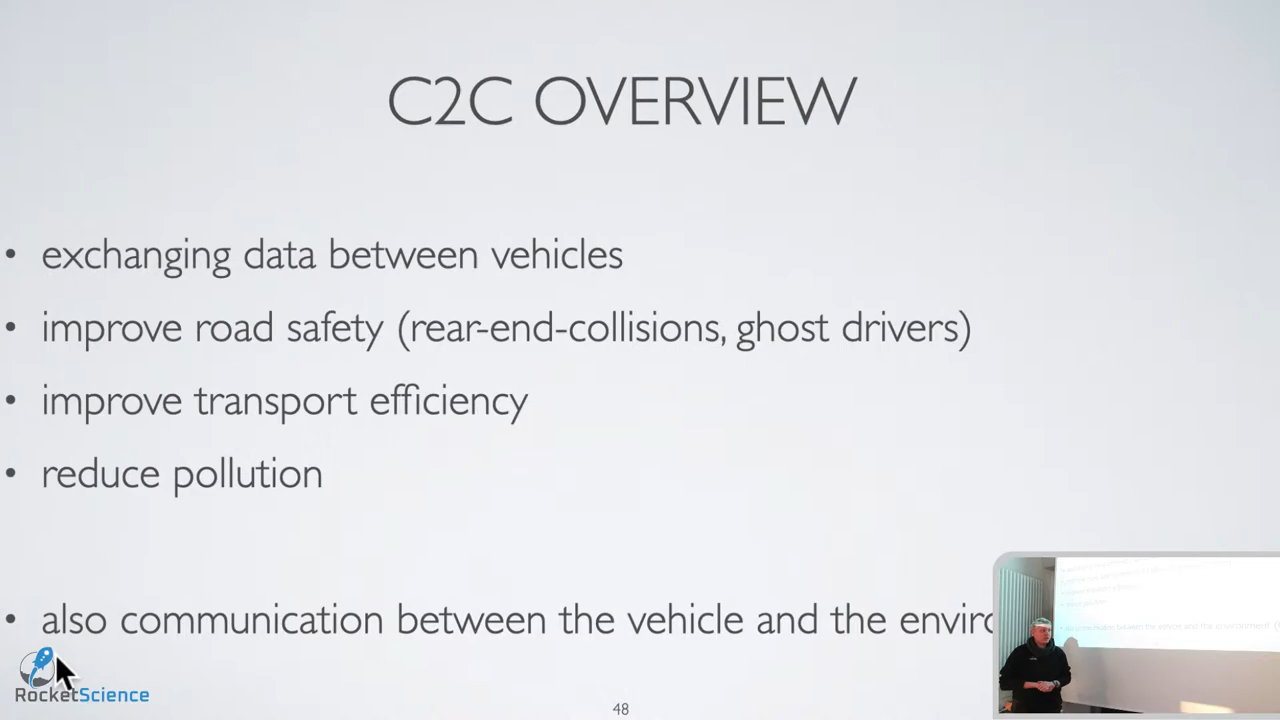 C2C OVERVIEW
• exchanging data between vehicles
• improve road safety (rear-end-collisions, ghost drivers)
• improve transport efficiency
• reduce pollution
• also communication between the vehicle and the enviro
RocketScience
48